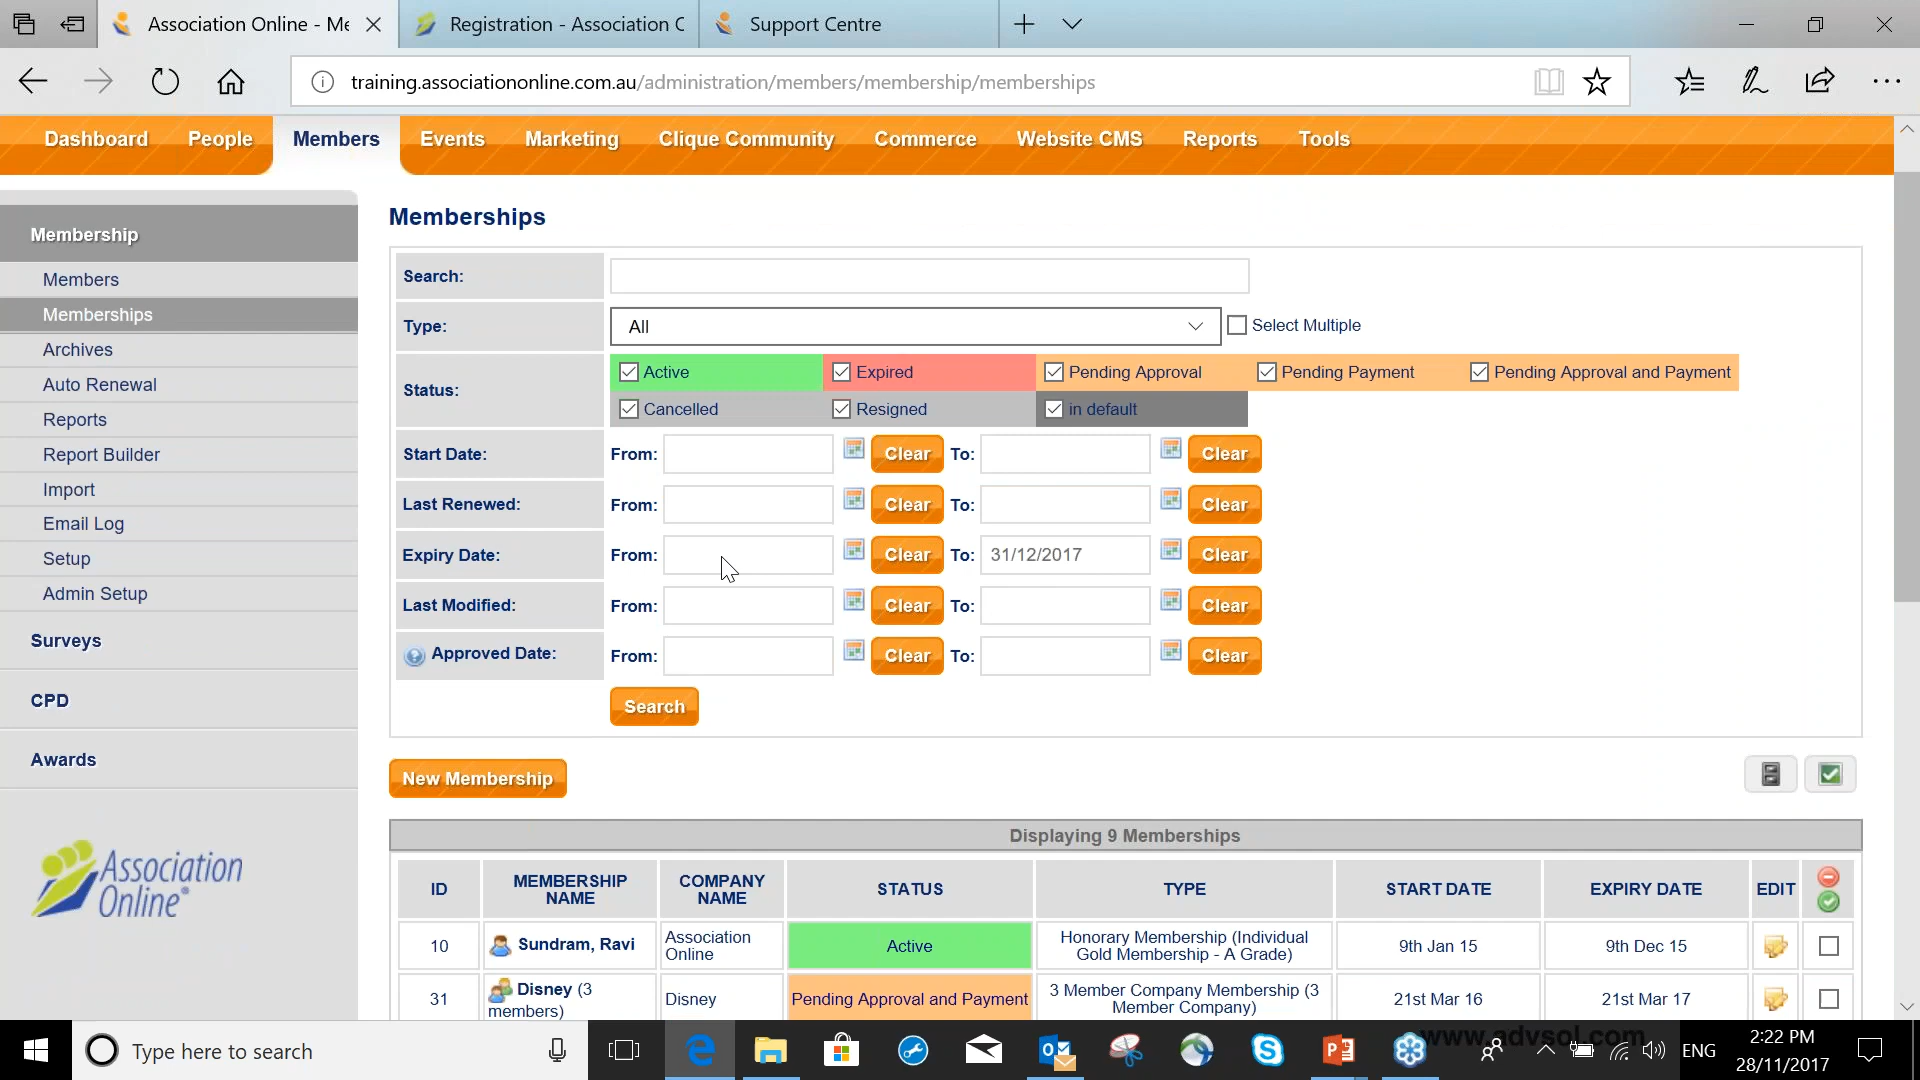 Association Online - Me
Registration - Association C
Support Centre
training.associationonline.com.au/administration/members/membership/memberships
Dashboard People Members Events Marketing Clique Community Commerce Website CMS Reports Tools
Membership
Members
Memberships
Archives
Auto Renewal
Reports
Report Builder
Import
Email Log
Setup
Admin Setup
Surveys
CPD
Awards
Association
Online®
Memberships
Search:
Type: All Select Multiple
Status: Active Expired Pending Approval Pending Payment Pending Approval and Payment
Cancelled Resigned in default
Start Date: From: Clear To: Clear
Last Renewed: From: Clear To: Clear
Expiry Date: From: Clear To: 31/12/2017 Clear
Last Modified: From: Clear To: Clear
Approved Date: From: Clear To: Clear
Search
New Membership
Displaying 9 Memberships
ID MEMBERSHIP NAME COMPANY NAME STATUS TYPE START DATE EXPIRY DATE EDIT
10 Sundram, Ravi Association Online Active Honorary Membership (Individual Gold Membership - A Grade) 9th Jan 15 9th Dec 15
31 Disney (3 members) Disney Pending Approval and Payment 3 Member Company Membership (3 Member Company) 21st Mar 16 21st Mar 17
Type here to search
www.advsol.com
ENG
2:22 PM
28/11/2017